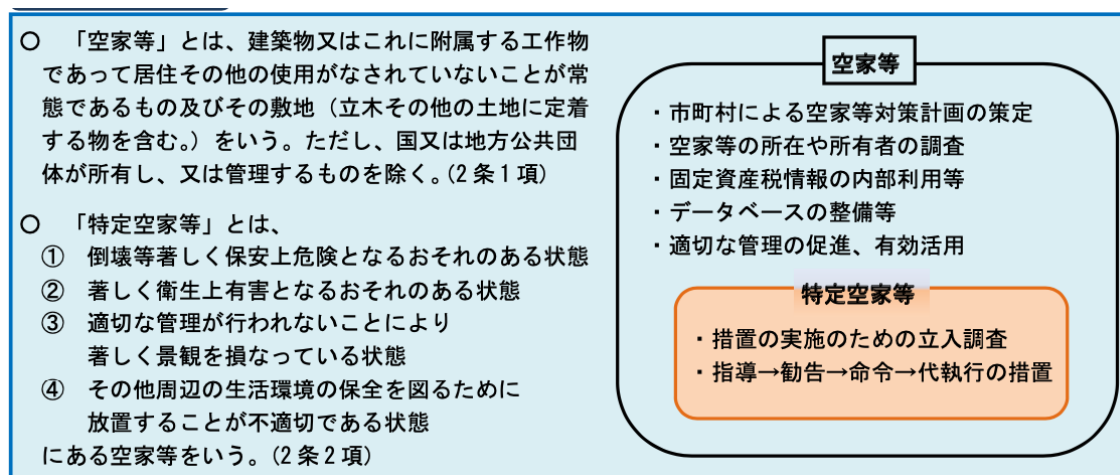 ○　「空家等」とは、建築物又はこれに附属する工作物
であって居住その他の使用がなされていないことが常
態であるもの及びその敷地（立木その他の土地に定着
する物を含む。）をいう。ただし、国又は地方公共団
体が所有し、又は管理するものを除く。(2条1項)
○　「特定空家等」とは、
①　倒壊等著しく保安上危険となるおそれのある状態
②　著しく衛生上有害となるおそれのある状態
③　適切な管理が行われないことにより
著しく景観を損なっている状態
④　その他周辺の生活環境の保全を図るために
放置することが不適切である状態
にある空家等をいう。(2条2項)
空家等
・市町村による空家等対策計画の策定
・空家等の所在や所有者の調査
・固定資産税情報の内部利用等
・データベースの整備等
・適切な管理の促進、有効活用
特定空家等
・措置の実施のための立入調査
・指導→勧告→命令→代執行の措置